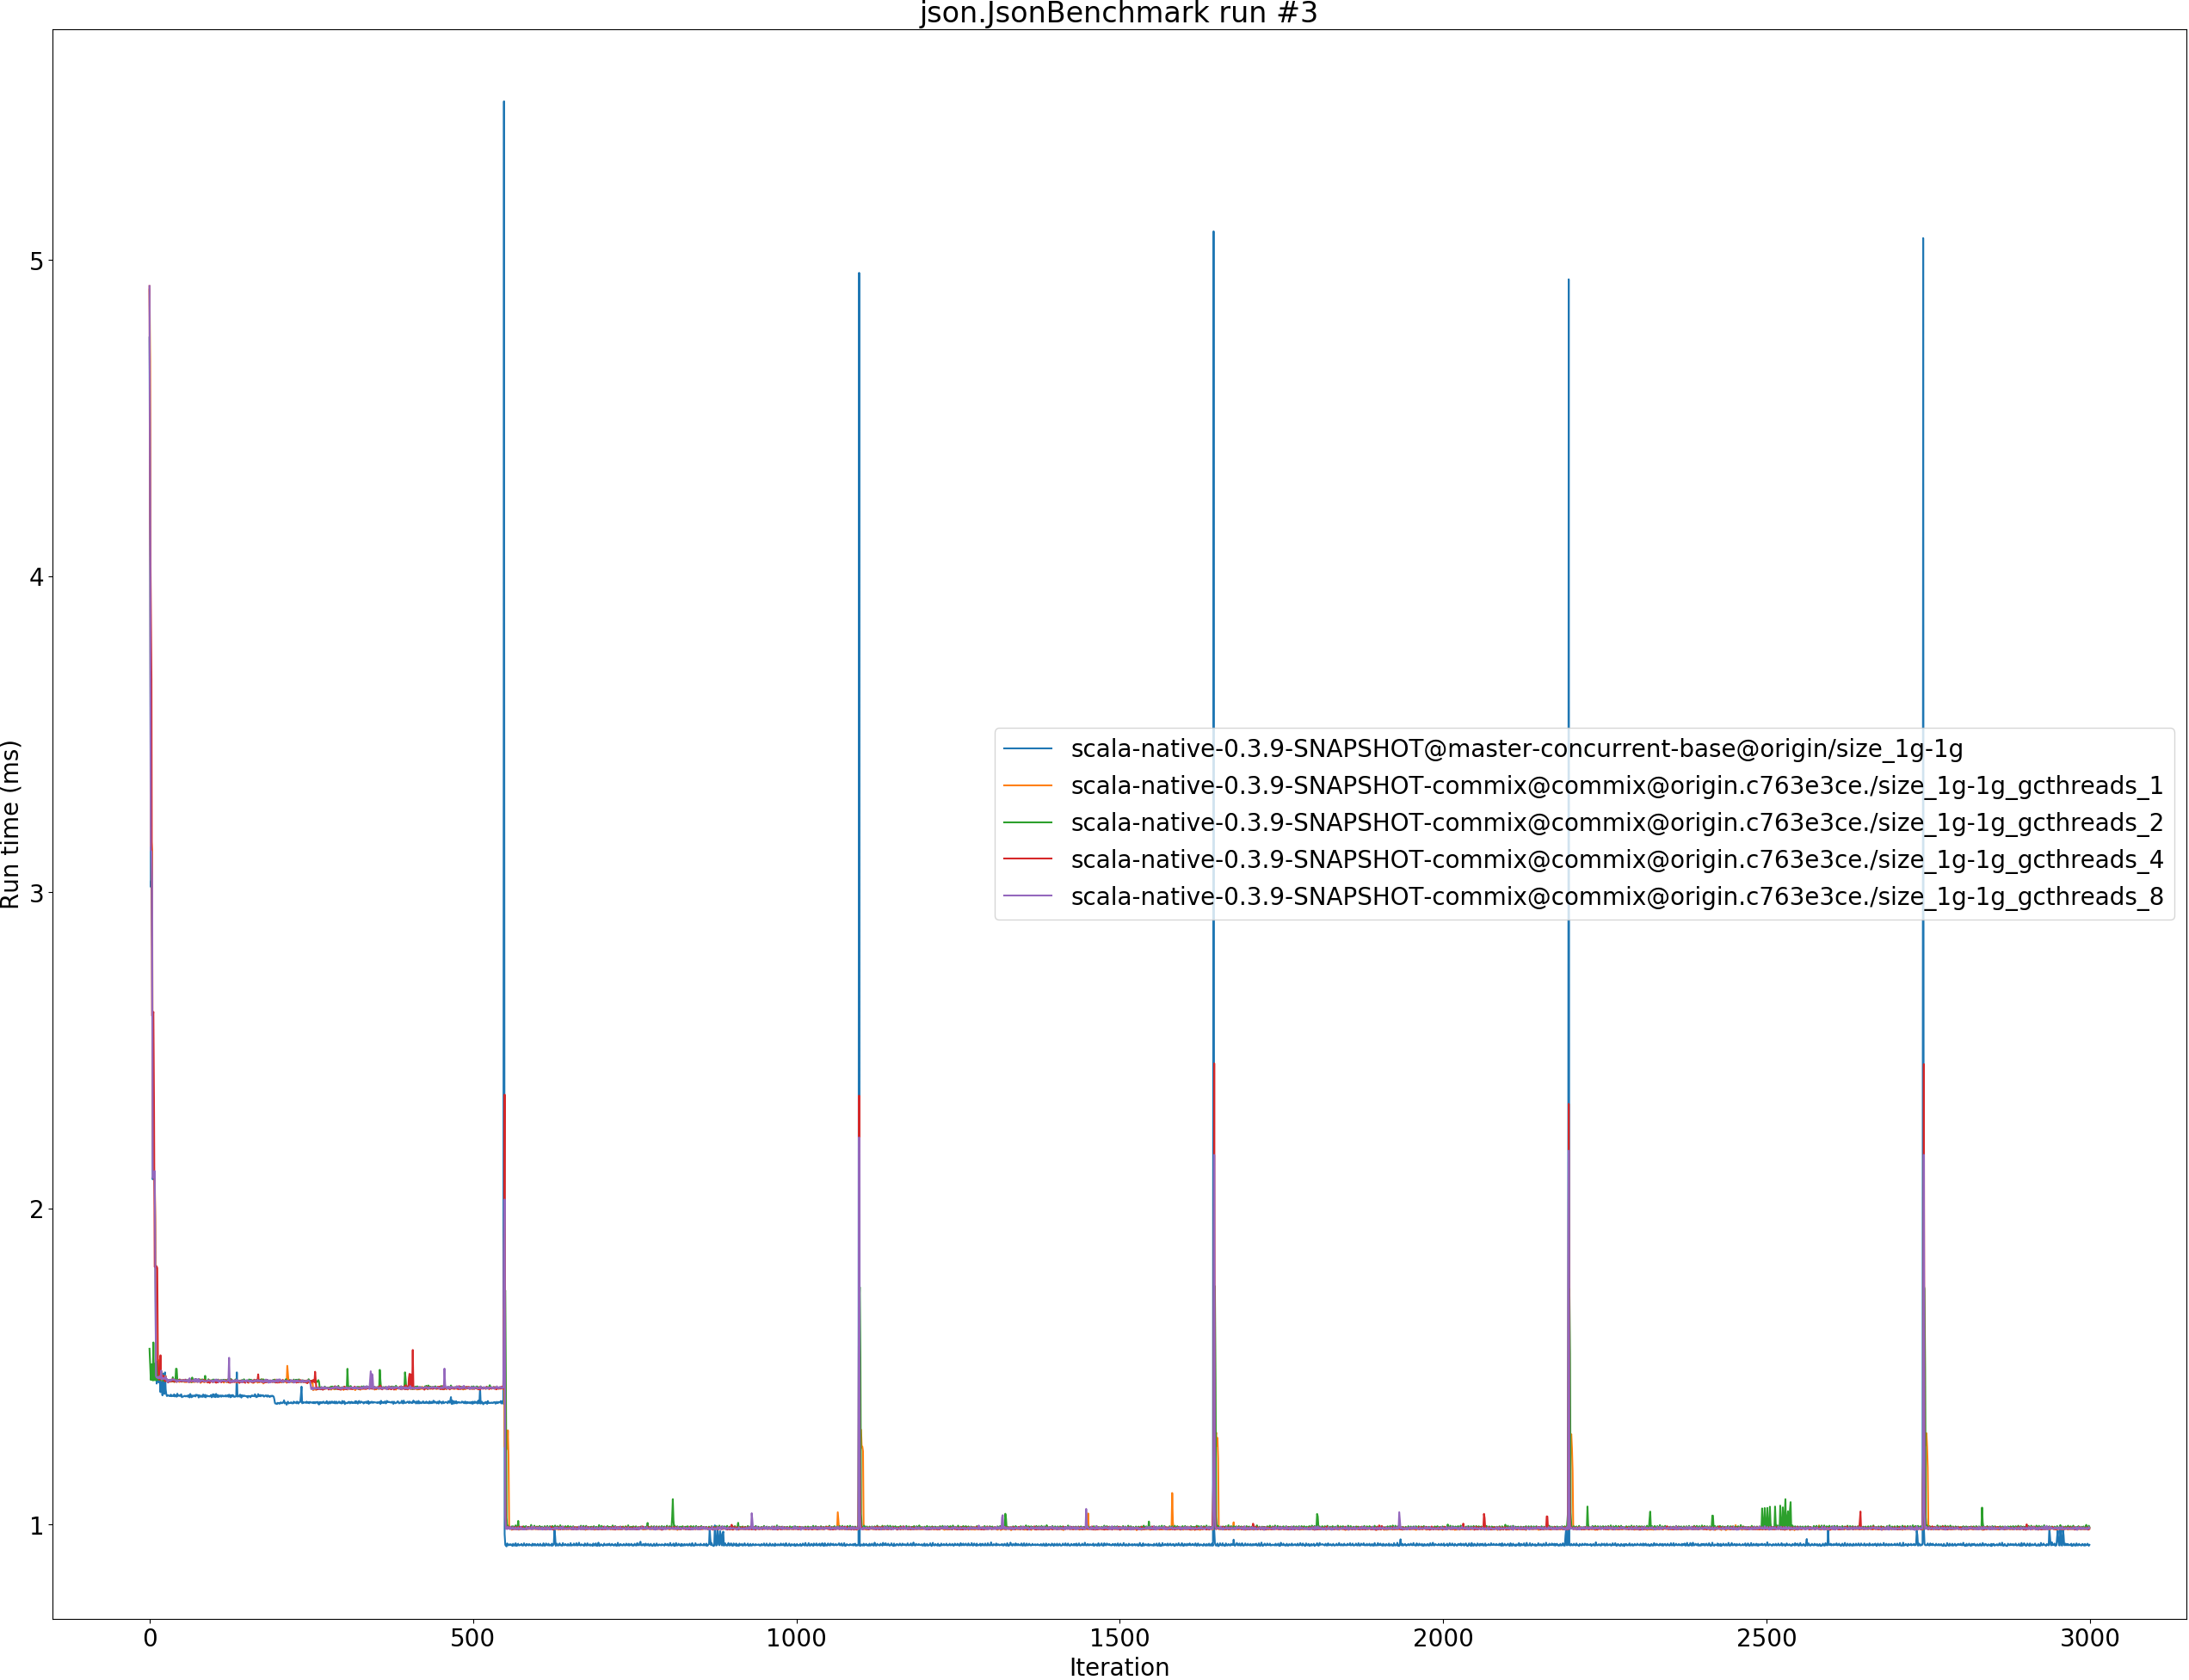 json.JsonBenchmark run #3
Run time (ms)
5
4
3
2
1
scala-native-0.3.9-SNAPSHOT@master-concurrent-base@origin/size_1g-1g
scala-native-0.3.9-SNAPSHOT-commix@commix@origin.c763e3ce./size_1g-1g_gcthreads_1
scala-native-0.3.9-SNAPSHOT-commix@commix@origin.c763e3ce./size_1g-1g_gcthreads_2
scala-native-0.3.9-SNAPSHOT-commix@commix@origin.c763e3ce./size_1g-1g_gcthreads_4
scala-native-0.3.9-SNAPSHOT-commix@commix@origin.c763e3ce./size_1g-1g_gcthreads_8
0 500 1000 1500 2000 2500 3000
Iteration